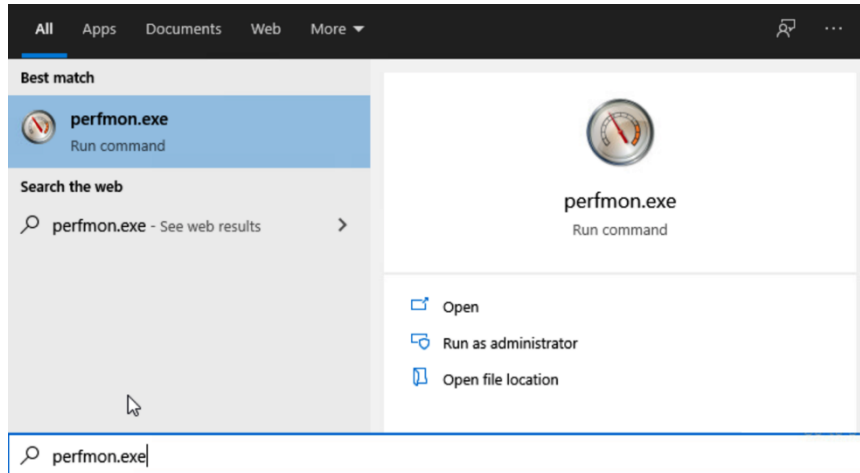 All Apps Documents Web More
Best match
perfmon.exe
Run command
Search the web
perfmon.exe - See web results
perfmon.exe
Run command
Open
Run as administrator
Open file location
perfmon.exe